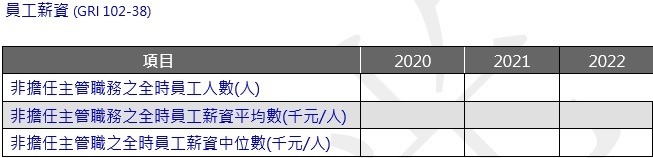 員工薪資 (GRI 102-38)
項目 2020 2021 2022
非擔任主管職務之全時員工人數(人)
非擔任主管職務之全時員工薪資平均數(千元/人)
非擔任主管職之全時員工薪資中位數(千元/人)